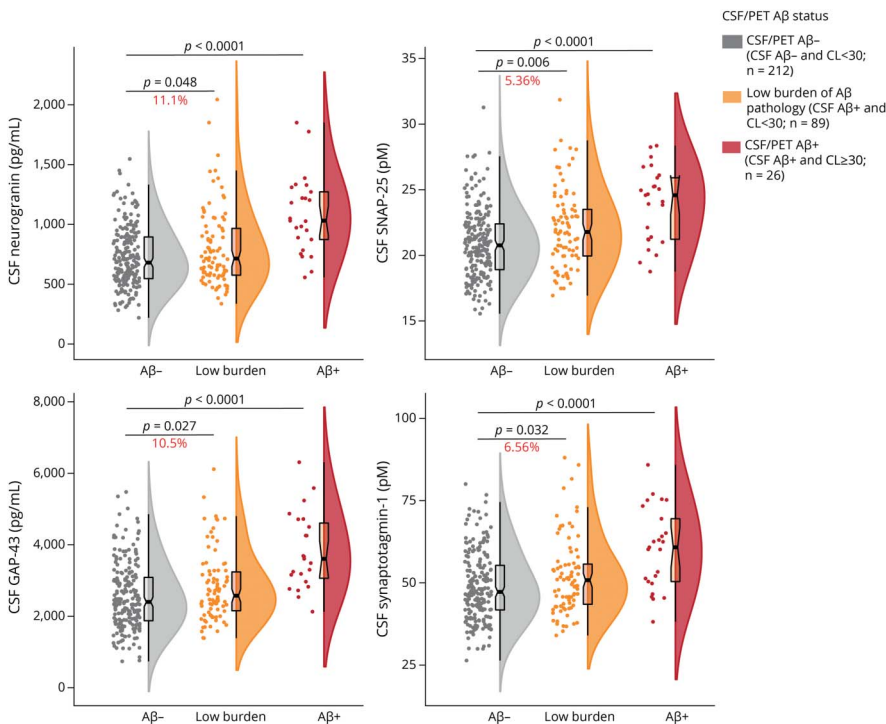 CSF neurogranin (pg/mL)
2,000
1,500
1,000
500
0
p < 0.0001
p = 0.048
11.1%
Aβ–
Low burden
Aβ+
CSF SNAP-25 (pM)
35
30
25
20
15
p < 0.0001
p = 0.006
5.36%
Aβ–
Low burden
Aβ+
CSF/PET Aβ status
CSF/PET Aβ–
(CSF Aβ– and CL<30;
n = 212)
Low burden of Aβ
pathology (CSF Aβ+ and
CL<30; n = 89)
CSF/PET Aβ+
(CSF Aβ+ and CL≥30;
n = 26)
CSF GAP-43 (pg/mL)
8,000
6,000
4,000
2,000
0
p < 0.0001
p = 0.027
10.5%
Aβ–
Low burden
Aβ+
CSF synaptotagmin-1
(pM)
100
75
50
25
p < 0.0001
p = 0.032
6.56%
Aβ–
Low burden
Aβ+